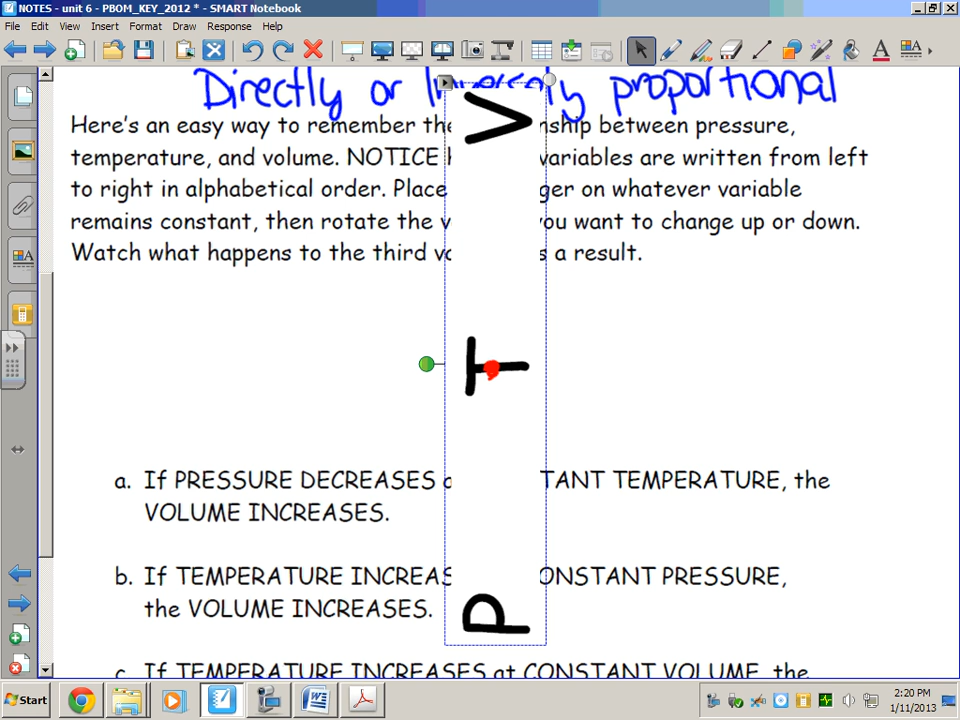 NOTES - unit 6 - PBOM_KEY_2012 * - SMART Notebook
File Edit View Insert Format Draw Response Help
Directly or Inversely proportional
V
Here's an easy way to remember the nship between pressure,
temperature, and volume. NOTICE h variables are written from left
to right in alphabetical order. Place ger on whatever variable
remains constant, then rotate the v you want to change up or down.
Watch what happens to the third va s a result.
T
a. If PRESSURE DECREASES a TANT TEMPERATURE, the
VOLUME INCREASES.
b. If TEMPERATURE INCREAS ONSTANT PRESSURE,
the VOLUME INCREASES.
P
c. If TEMPERATURE INCREASES at CONSTANT VOLUME, the
Start
2:20 PM
1/11/2013